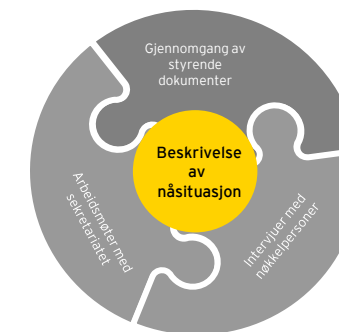 Gjennomgang av
styrende
dokumenter
Beskrivelse
av
nåsituasjon
Arbeidsmøter med
sekretariatet
Intervjuer med
nøkkelpersoner